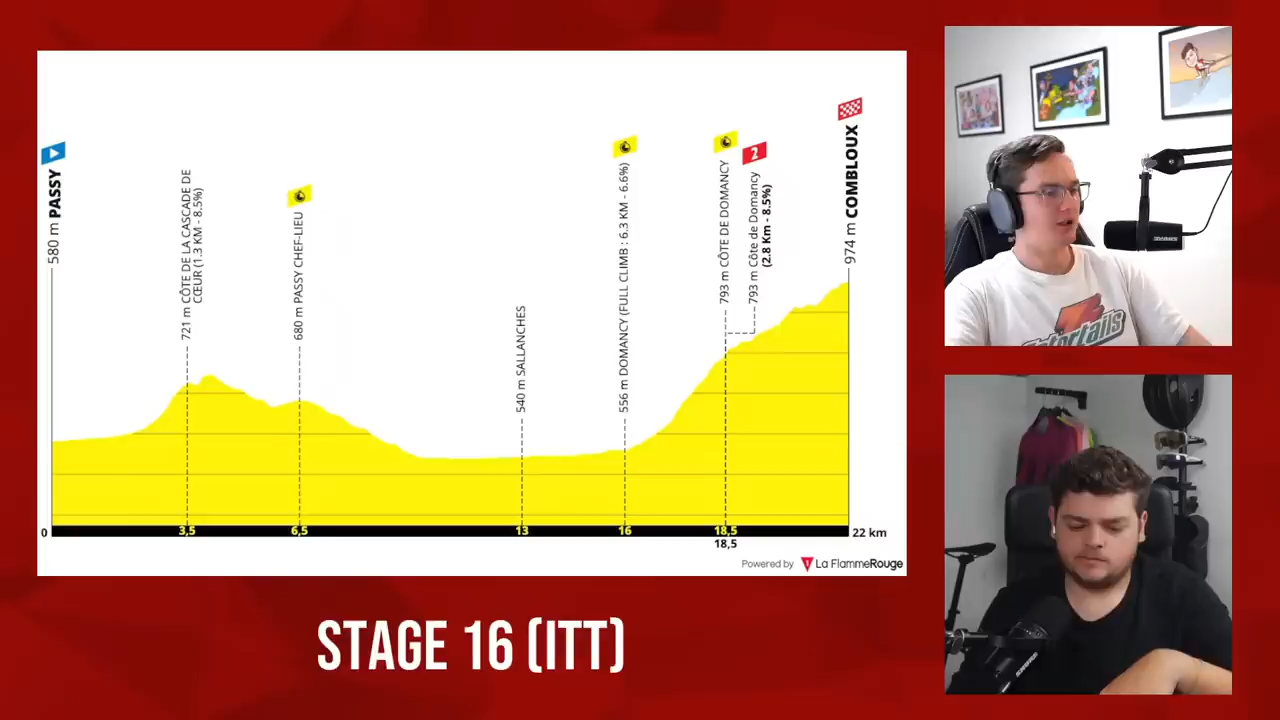 580 m PASSY
721 m CÔTE DE LA CASCADE DE
CŒUR (1.3 KM - 8.5%)
680 m PASSY CHEF-LIEU
540 m SALLANCHES
556 m DOMANCY (FULL CLIMB : 6.3 KM - 6.6%)
793 m CÔTE DE DOMANCY
2
793 m Côte de Domancy
(2.8 Km - 8.5%)
974 m COMBLOUX
0
3,5
6,5
13
16
18,5
22 km
18,5
Powered by La FlammeRouge
STAGE 16 (ITT)